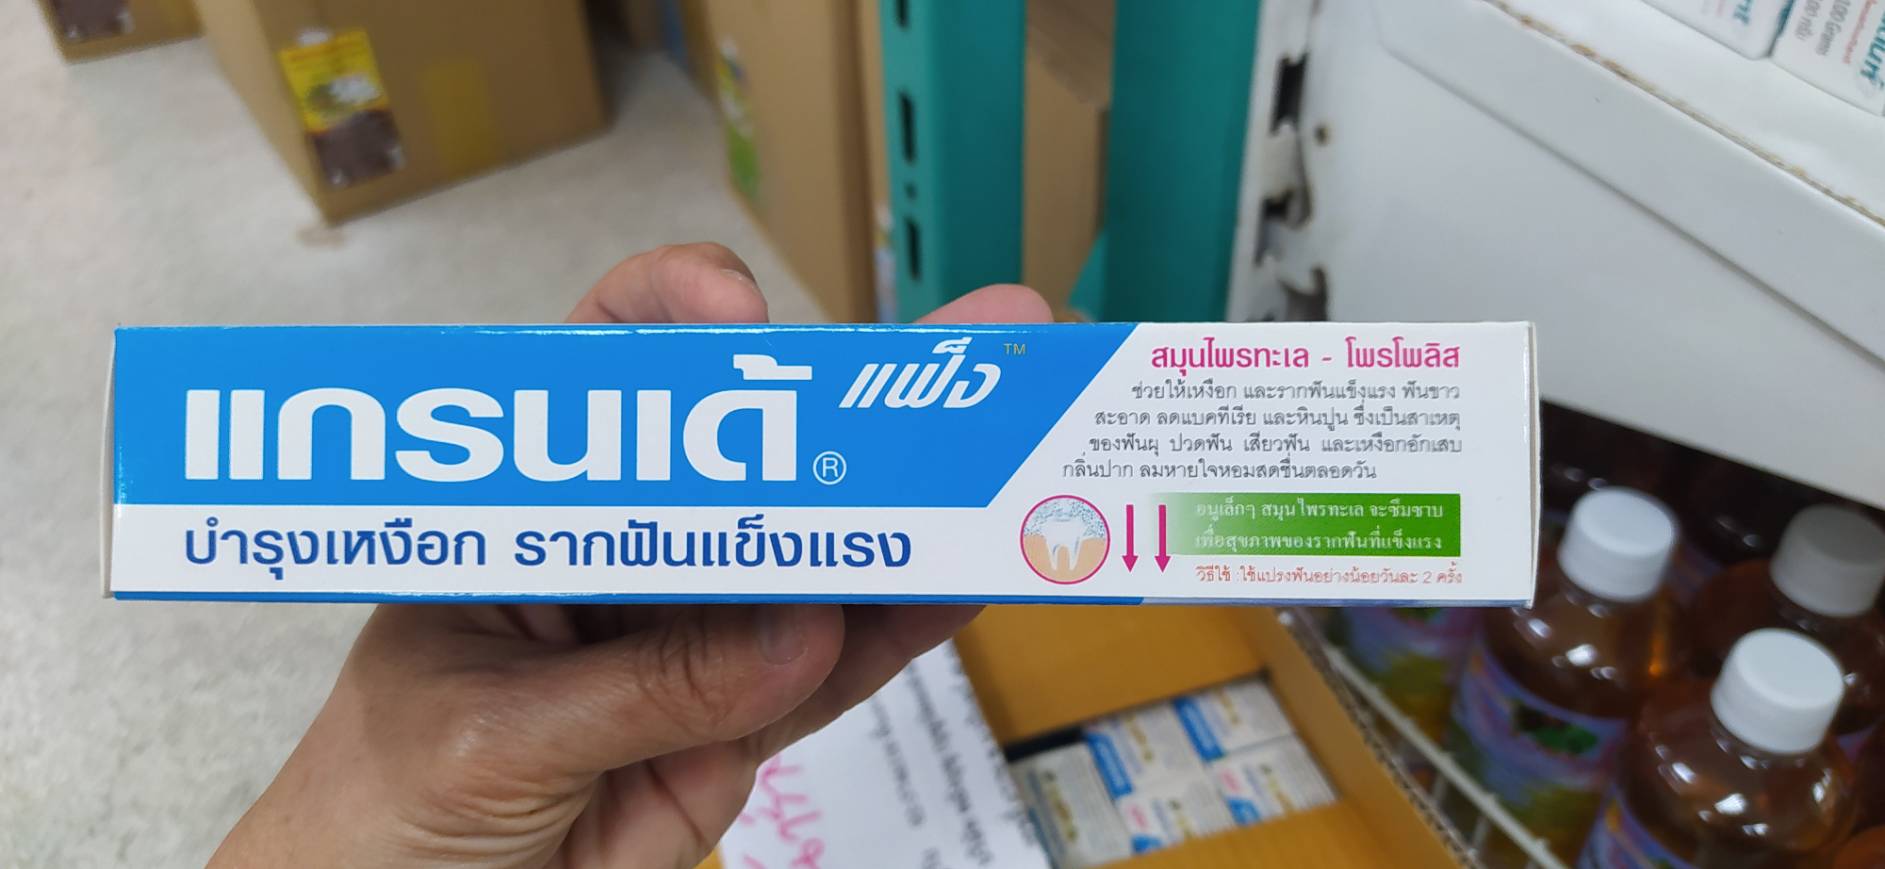 แกรนเด้® แฟ็ง™
บำรุงเหงือก รากฟันแข็งแรง
สมุนไพรทะเล - โพรโพลิส
ช่วยให้เหงือก และรากฟันแข็งแรง ฟันขาว
สะอาด ลดแบคทีเรีย และหินปูน ซึ่งเป็นสาเหตุ
ของฟันผุ ปวดฟัน เสียวฟัน และเหงือกอักเสบ
กลิ่นปาก ลมหายใจหอมสดชื่นตลอดวัน
อนูเล็กๆ สมุนไพรทะเล จะซึมซาบ
เพื่อสุขภาพของรากฟันที่แข็งแรง
วิธีใช้ :ใช้แปรงฟันอย่างน้อยวันละ 2 ครั้ง